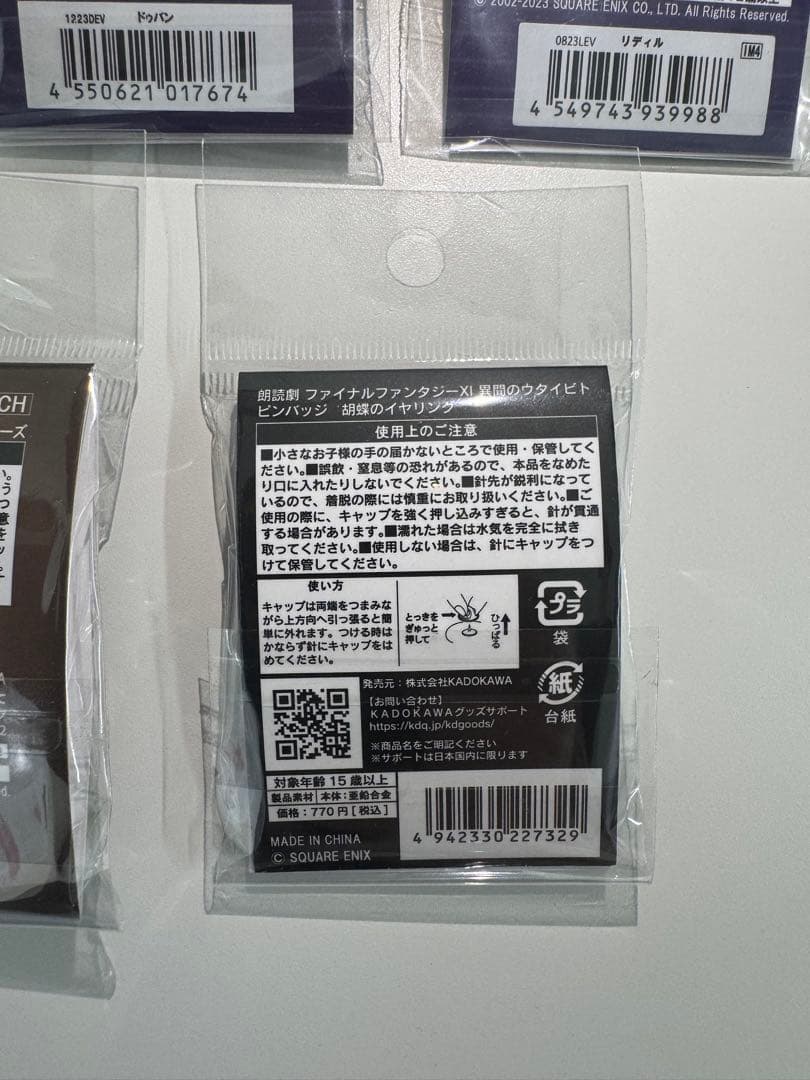 1223DEV ドゥバン
4 550621 017674
© 2002-2023 SQUARE ENIX CO., LTD. All Rights Reserved.
0823LEV リディル
1M4
4 549743 939988
CH
ーズ
朗読劇 ファイナルファンタジーXI 異間のウタイビト
ピンバッジ 胡蝶のイヤリング
使用上のご注意
■小さなお子様の手の届かないところで使用・保管してく
ださい。■誤飲・窒息等の恐れがあるので、本品をなめた
り口に入れたりしないでください。■針先が鋭利になって
いるので、着脱の際には慎重にお取り扱いください。■ご
使用の際に、キャップを強く押し込みすぎると、針が貫通
する場合があります。■濡れた場合は水気を完全に拭き
取ってください。■使用しない場合は、針にキャップをつ
けて保管してください。
使い方
キャップは両端をつまみな
がら上方向へ引っ張ると簡
単に外れます。つける時は
かならず針にキャップをは
めてください。
とっきを
ぎゅっと
押して
ひっぱる
プラ
袋
紙
台紙
発売元：株式会社KADOKAWA
【お問い合わせ】
KADOKAWAグッズサポート
https://kdq.jp/kdgoods/
※商品名をご明記ください
※サポートは日本国内に限ります
対象年齢15歳以上
製品素材 本体：亜鉛合金
価格：770円［税込］
MADE IN CHINA
© SQUARE ENIX
4 942330 227329